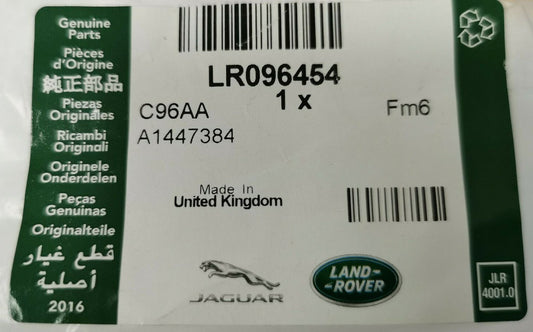 Genuine
Parts
Pièces
d'Origine
純正部品
Piezas
Originales
Ricambi
Originali
Originele
Onderdelen
Peças
Genuinas
Originalteile
قطع غيار
أصلية
2016
LR096454
1 x
C96AA
Fm6
A1447384
Made In
United Kingdom
JAGUAR
LAND-
-ROVER
JLR
4001.0